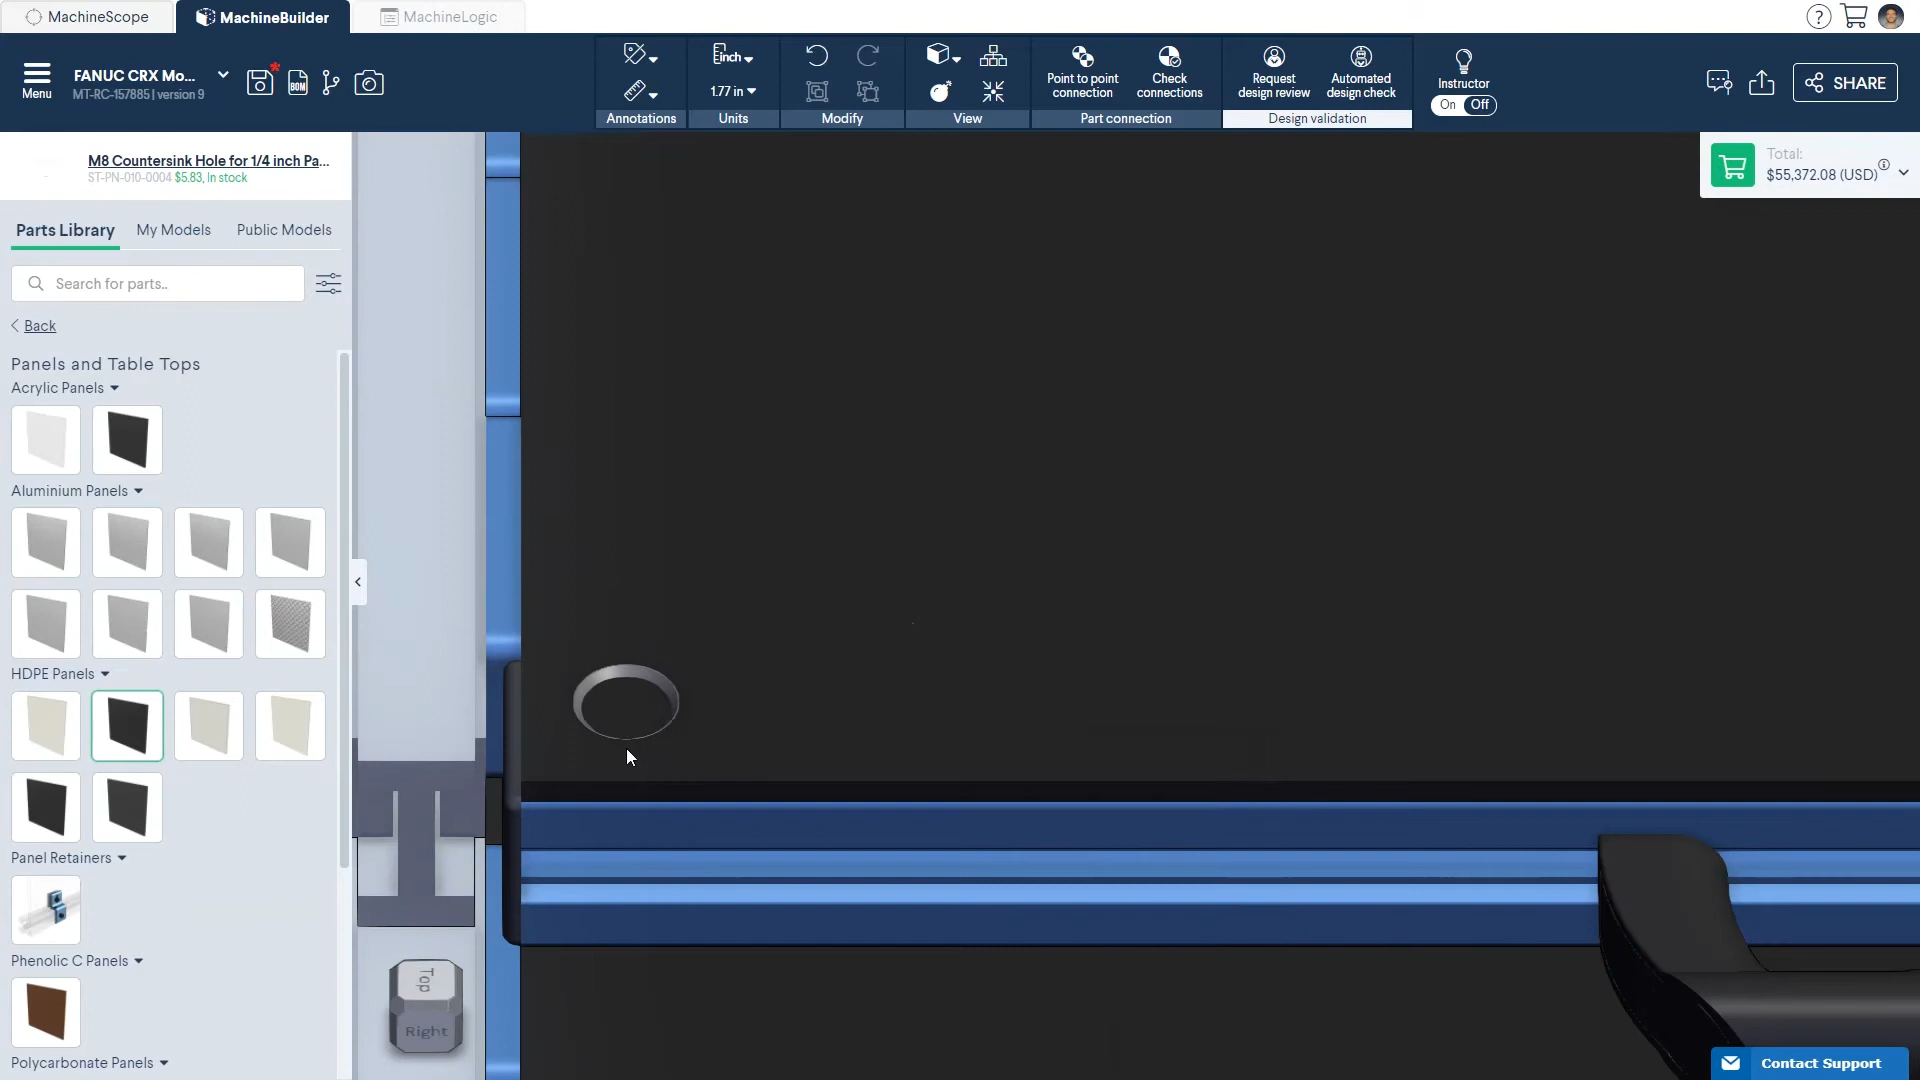 MachineScope
MachineBuilder
MachineLogic
?
Menu
FANUC CRX Mo...
MT-RC-157885 | version 9
BOM
Annotations
inch
1.77 in
Units
Modify
View
Point to point
connection
Check
connections
Part connection
Request
design review
Automated
design check
Design validation
Instructor
On Off
SHARE
M8 Countersink Hole for 1/4 inch Pa...
ST-PN-010-0004 $5.83, In stock
Total:
$55,372.08 (USD)
Parts Library
My Models
Public Models
Search for parts..
Back
Panels and Table Tops
Acrylic Panels
Aluminium Panels
HDPE Panels
Panel Retainers
Phenolic C Panels
Polycarbonate Panels
Top
Right
Contact Support